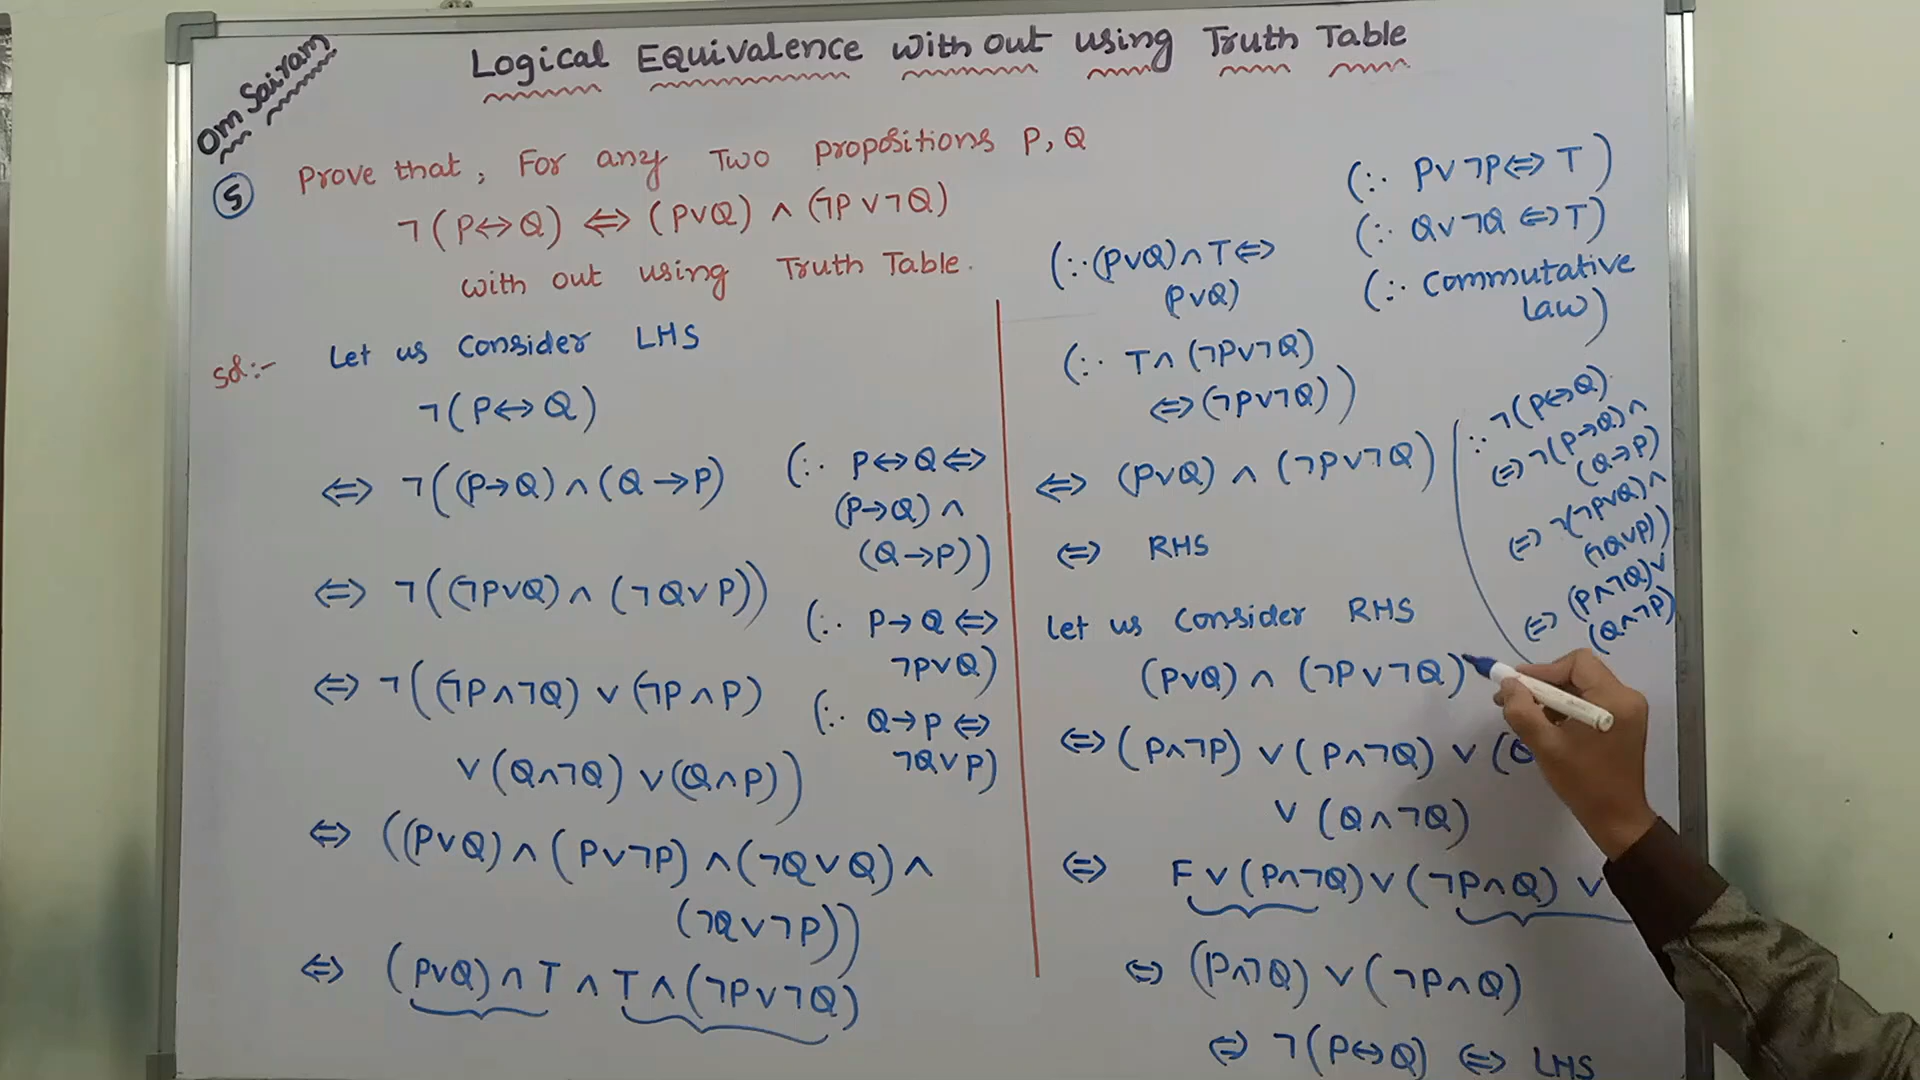 Om Sairam
Logical Equivalence with out using Truth Table
5 Prove that, For any Two propositions P, Q
¬(P↔Q) ⇔ (P∨Q) ∧ (¬P∨¬Q)
with out using Truth Table.
Sol:- Let us consider LHS
¬(P↔Q)
⇔ ¬((P→Q)∧(Q→P)
(∵ P↔Q⇔
(P→Q)∧
(Q→P))
⇔ ¬((¬P∨Q)∧(¬Q∨P))
(∵ P→Q⇔
¬P∨Q)
⇔ ¬((¬P∧¬Q)∨(¬P∧P)
(∵ Q→P⇔
¬Q∨P)
∨(Q∧¬Q)∨(Q∧P))
⇔ ((P∨Q)∧(P∨¬P)∧(¬Q∨Q)∧
(¬Q∨¬P))
⇔ (P∨Q)∧T∧T∧(¬P∨¬Q)
(∵ P∨¬P⇔T)
(∵ Q∨¬Q⇔T)
(∵ Commutative
law)
(∵(P∨Q)∧T⇔
(P∨Q)
(∵ T∧(¬P∨¬Q)
⇔(¬P∨¬Q))
⇔ (P∨Q)∧(¬P∨¬Q)
⇔ RHS
∵ ¬(P↔Q)
⇔¬(P→Q)∧
(Q→P)
⇔¬(¬P∨Q)∧
(¬Q∨P))
⇔(P∧¬Q)∨
(Q∧¬P)
Let us consider RHS
(P∨Q)∧(¬P∨¬Q)
⇔(P∧¬P)∨(P∧¬Q)∨(Q
∨(Q∧¬Q)
⇔ F∨(P∧¬Q)∨(¬P∧Q)∨
⇔ (P∧¬Q)∨(¬P∧Q)
⇔ ¬(P↔Q) ⇔ LHS